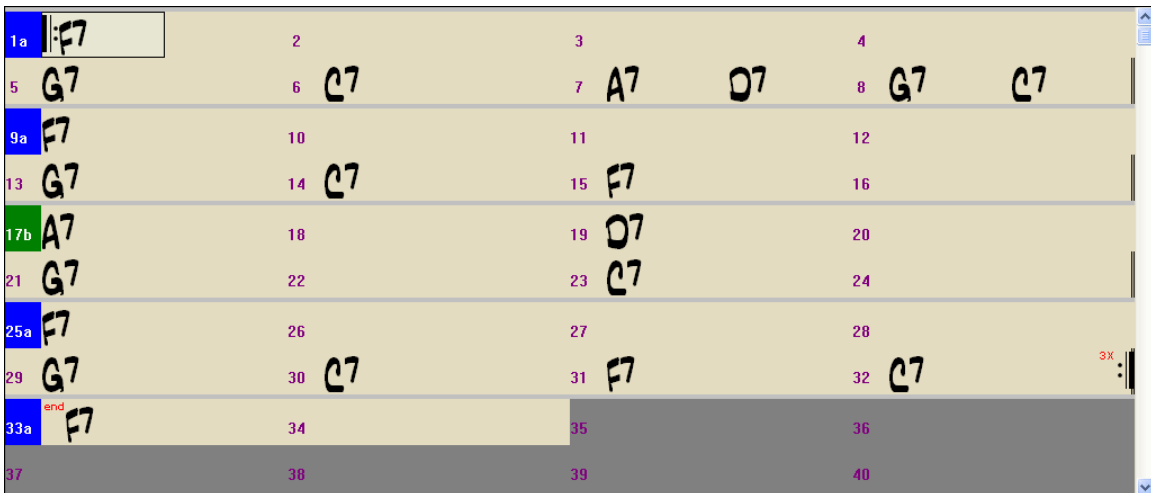 1a F7 2 3 4
5 G7 6 C7 7 A7 D7 8 G7 C7
9a F7 10 11 12
13 G7 14 C7 15 F7 16
17b A7 18 19 D7 20
21 G7 22 23 C7 24
25a F7 26 27 28
29 G7 30 C7 31 F7 32 C7 3X
33a end F7 34 35 36
37 38 39 40